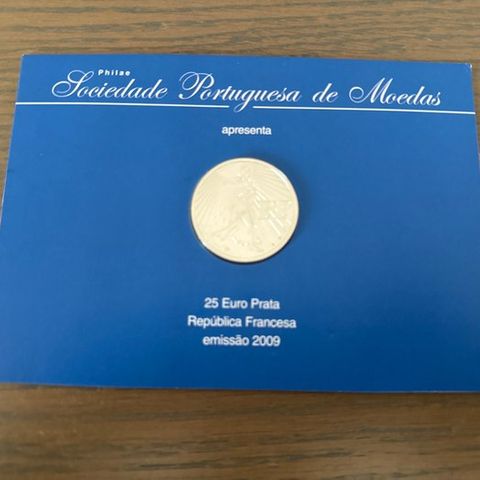 Philae
Sociedade Portuguesa de Moedas
apresenta
25 Euro Prata
República Francesa
emissão 2009